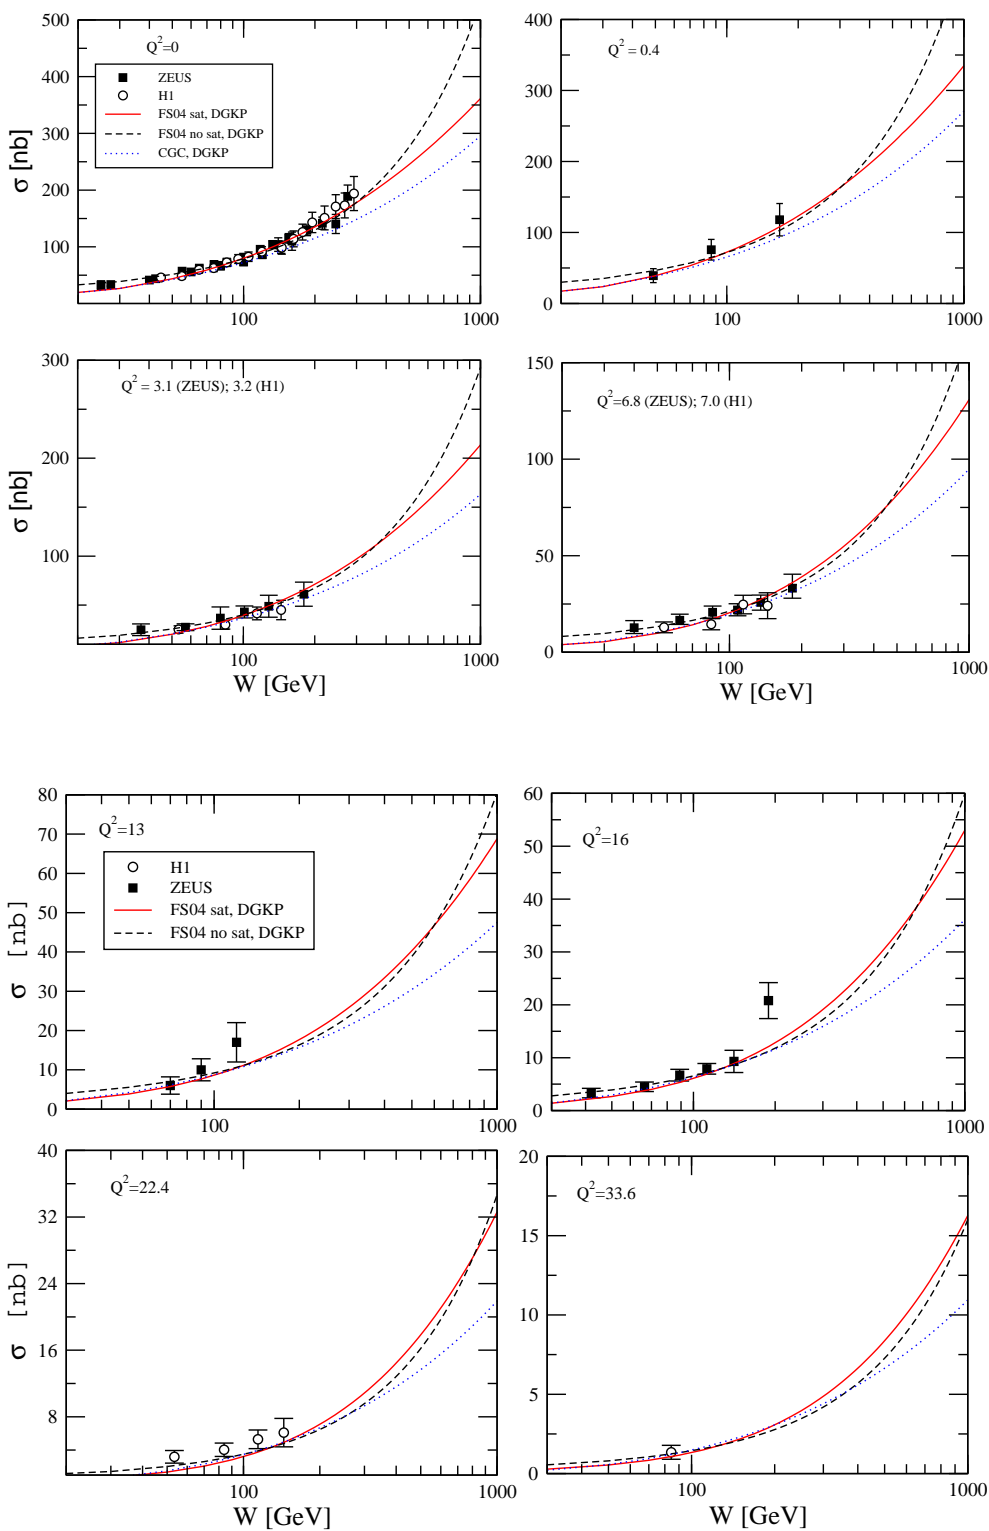 500
400
300
200
100
σ [nb]
Q²=0
ZEUS
H1
FS04 sat, DGKP
FS04 no sat, DGKP
CGC, DGKP
100
1000
400
300
200
100
0
Q² = 0.4
100
1000
300
200
100
σ [nb]
Q² = 3.1 (ZEUS); 3.2 (H1)
100
1000
W [GeV]
150
100
50
0
Q²=6.8 (ZEUS); 7.0 (H1)
100
1000
W [GeV]
80
70
60
50
40
30
20
10
0
σ [nb]
Q²=13
H1
ZEUS
FS04 sat, DGKP
FS04 no sat, DGKP
100
1000
60
50
40
30
20
10
0
Q²=16
100
1000
40
32
24
16
8
σ [nb]
Q²=22.4
100
1000
W [GeV]
20
15
10
5
0
Q²=33.6
100
1000
W [GeV]